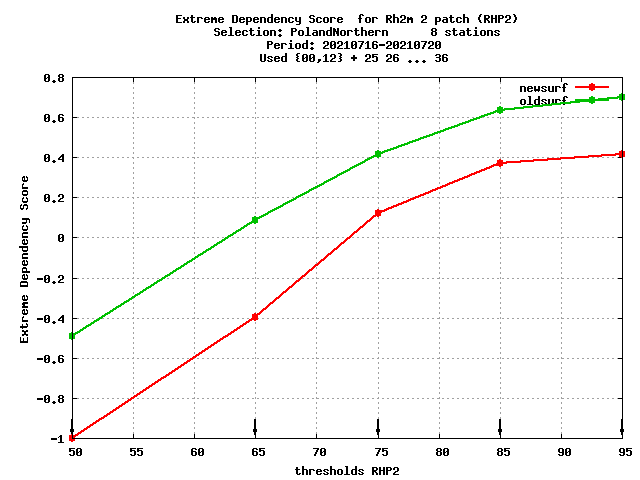 Extreme Dependency Score  for Rh2m 2 patch (RHP2)
Selection: PolandNorthern      8 stations
Period: 20210716-20210720
Used {00,12} + 25 26 ... 36
newsurf
oldsurf
0.8
0.6
0.4
0.2
0
-0.2
-0.4
-0.6
-0.8
-1
Extreme Dependency Score
50 55 60 65 70 75 80 85 90 95
thresholds RHP2